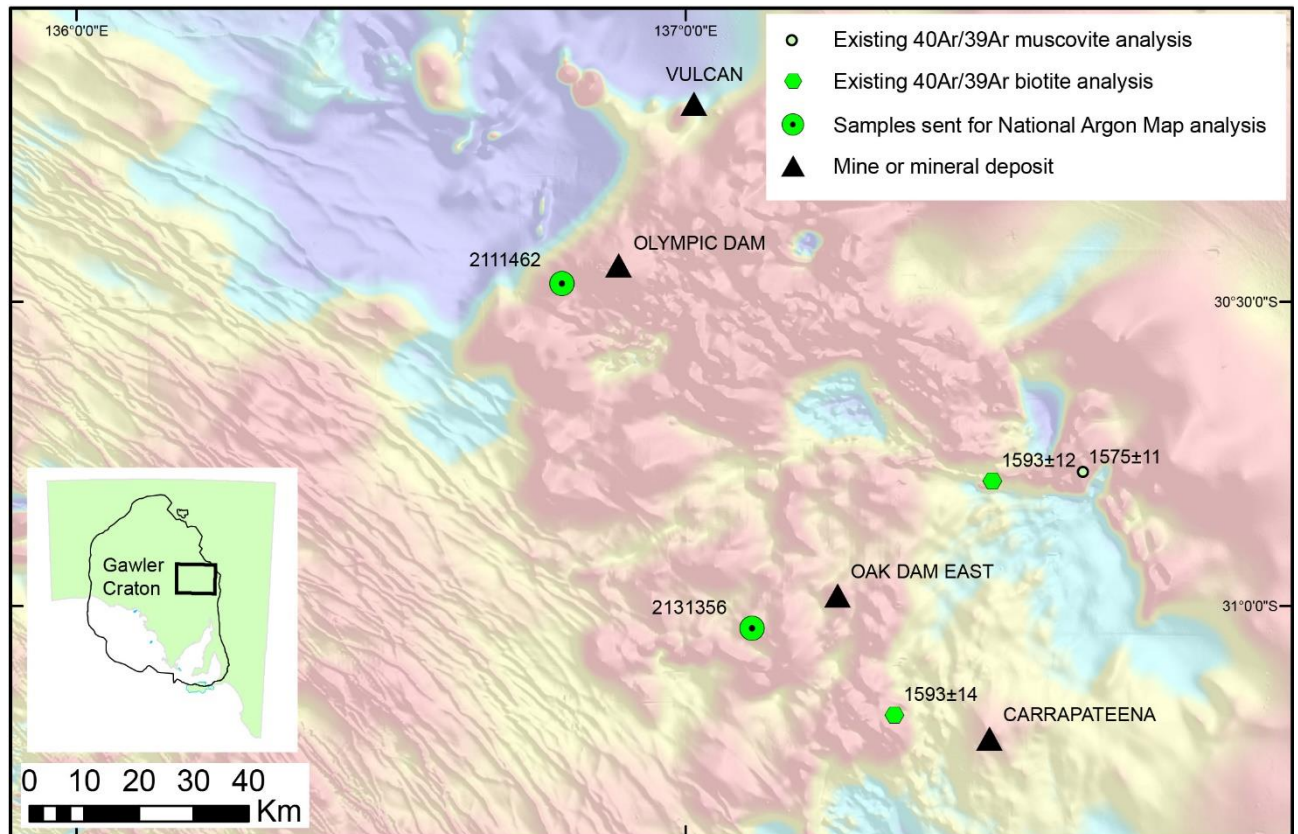 136°0'0"E
137°0'0"E
VULCAN
Existing 40Ar/39Ar muscovite analysis
Existing 40Ar/39Ar biotite analysis
Samples sent for National Argon Map analysis
Mine or mineral deposit
OLYMPIC DAM
2111462
30°30'0"S
1593±12
1575±11
OAK DAM EAST
31°0'0"S
2131356
1593±14
CARRAPATEENA
Gawler
Craton
0 10 20 30 40
Km